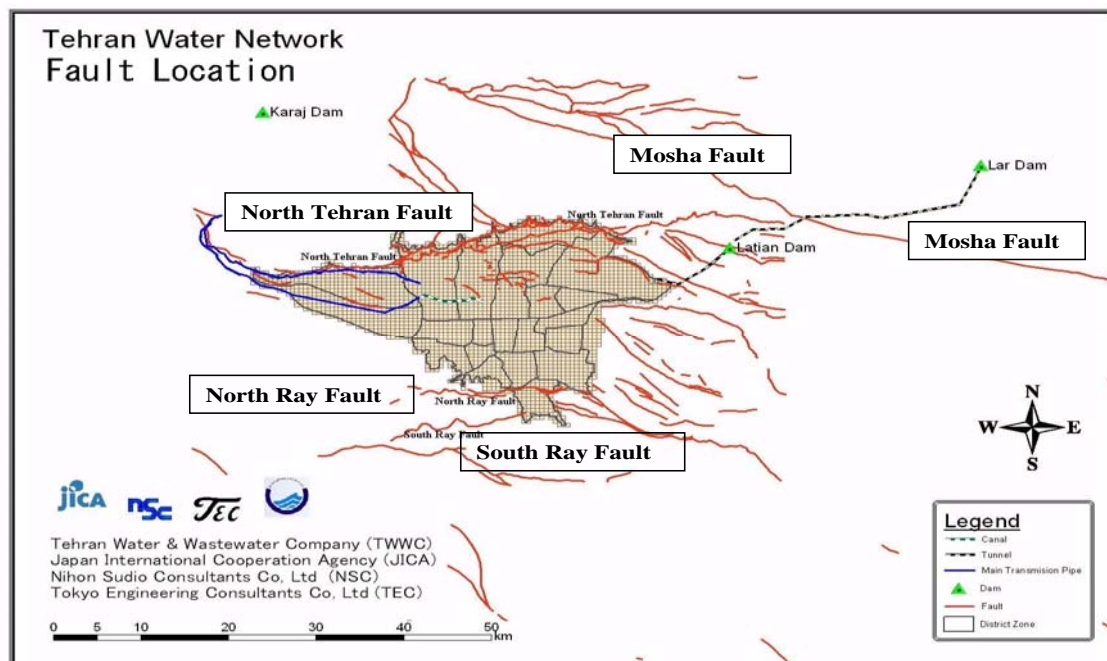 Tehran Water Network
Fault Location
Karaj Dam
Mosha Fault
Lar Dam
North Tehran Fault
North Tehran Fault
Mosha Fault
Latian Dam
North Tehran Fault
North Ray Fault
North Ray Fault
South Ray Fault
South Ray Fault
N
W
E
S
JICA
nsc
TEC
Tehran Water & Wastewater Company (TWWC)
Japan International Cooperation Agency (JICA)
Nihon Sudio Consultants Co, Ltd (NSC)
Tokyo Engineering Consultants Co, Ltd (TEC)
0 5 10 20 30 40 50
km
Legend
Canal
Tunnel
Main Transmision Pipe
Dam
Fault
District Zone